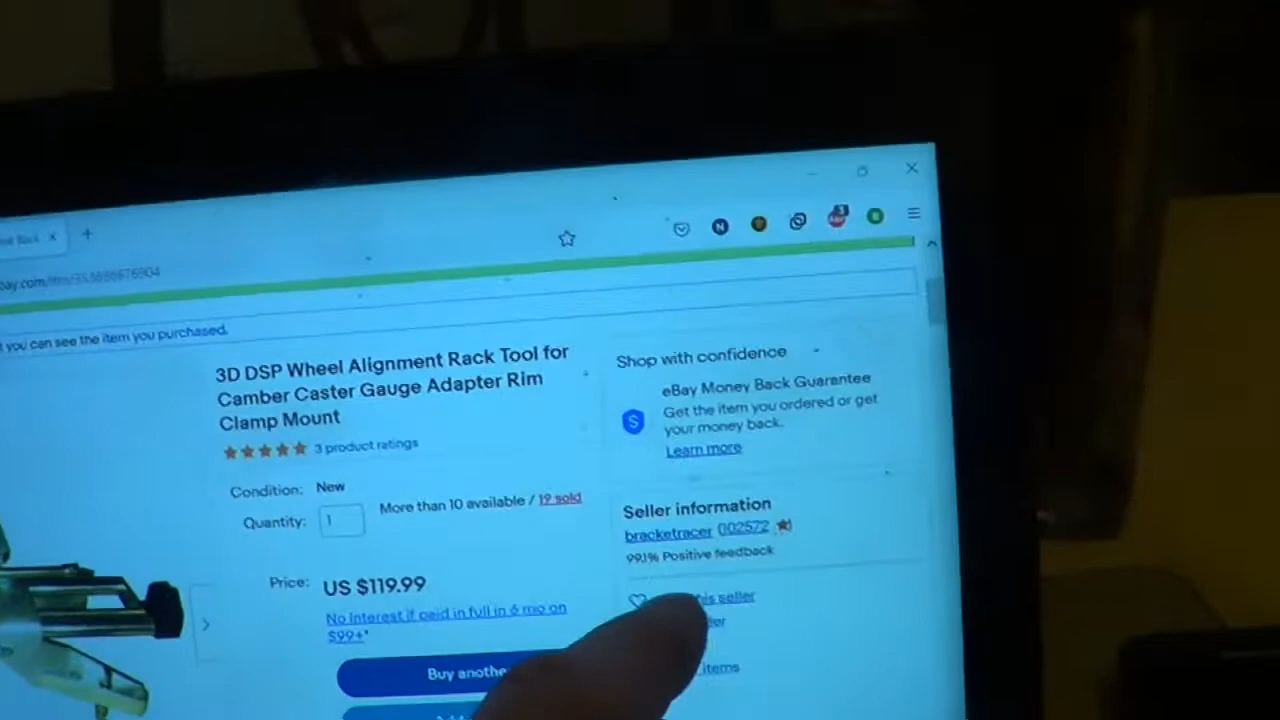 t you can see the item you purchased.
3D DSP Wheel Alignment Rack Tool for
Camber Caster Gauge Adapter Rim
Clamp Mount
3 product ratings
Condition: New
Quantity: 1 More than 10 available / 19 sold
Price: US $119.99
No Interest if paid in full in 6 mo on
$99+*
Buy anothe
Shop with confidence
eBay Money Back Guarantee
Get the item you ordered or get
your money back.
Learn more
Seller information
bracketracer 002572
99.1% Positive feedback
this seller
items